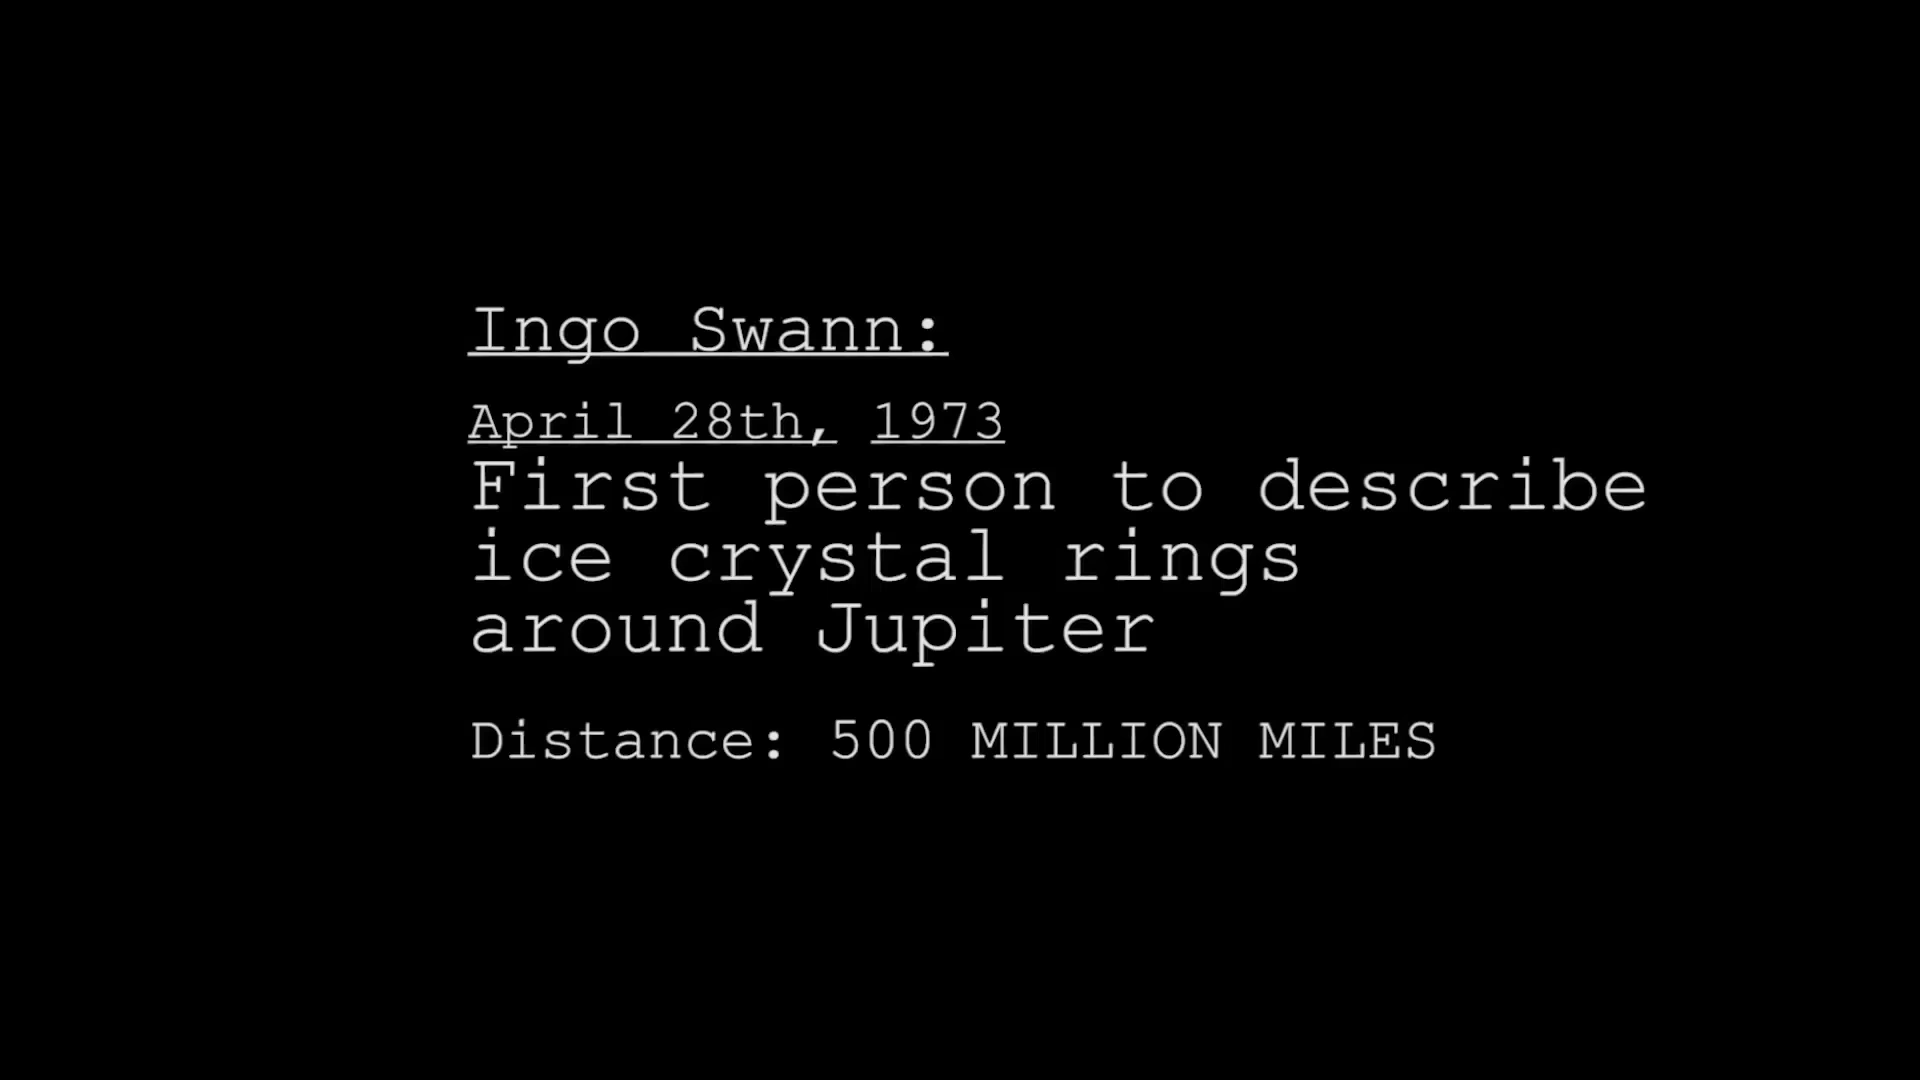 Ingo Swann:
April 28th, 1973
First person to describe
ice crystal rings
around Jupiter
Distance: 500 MILLION MILES